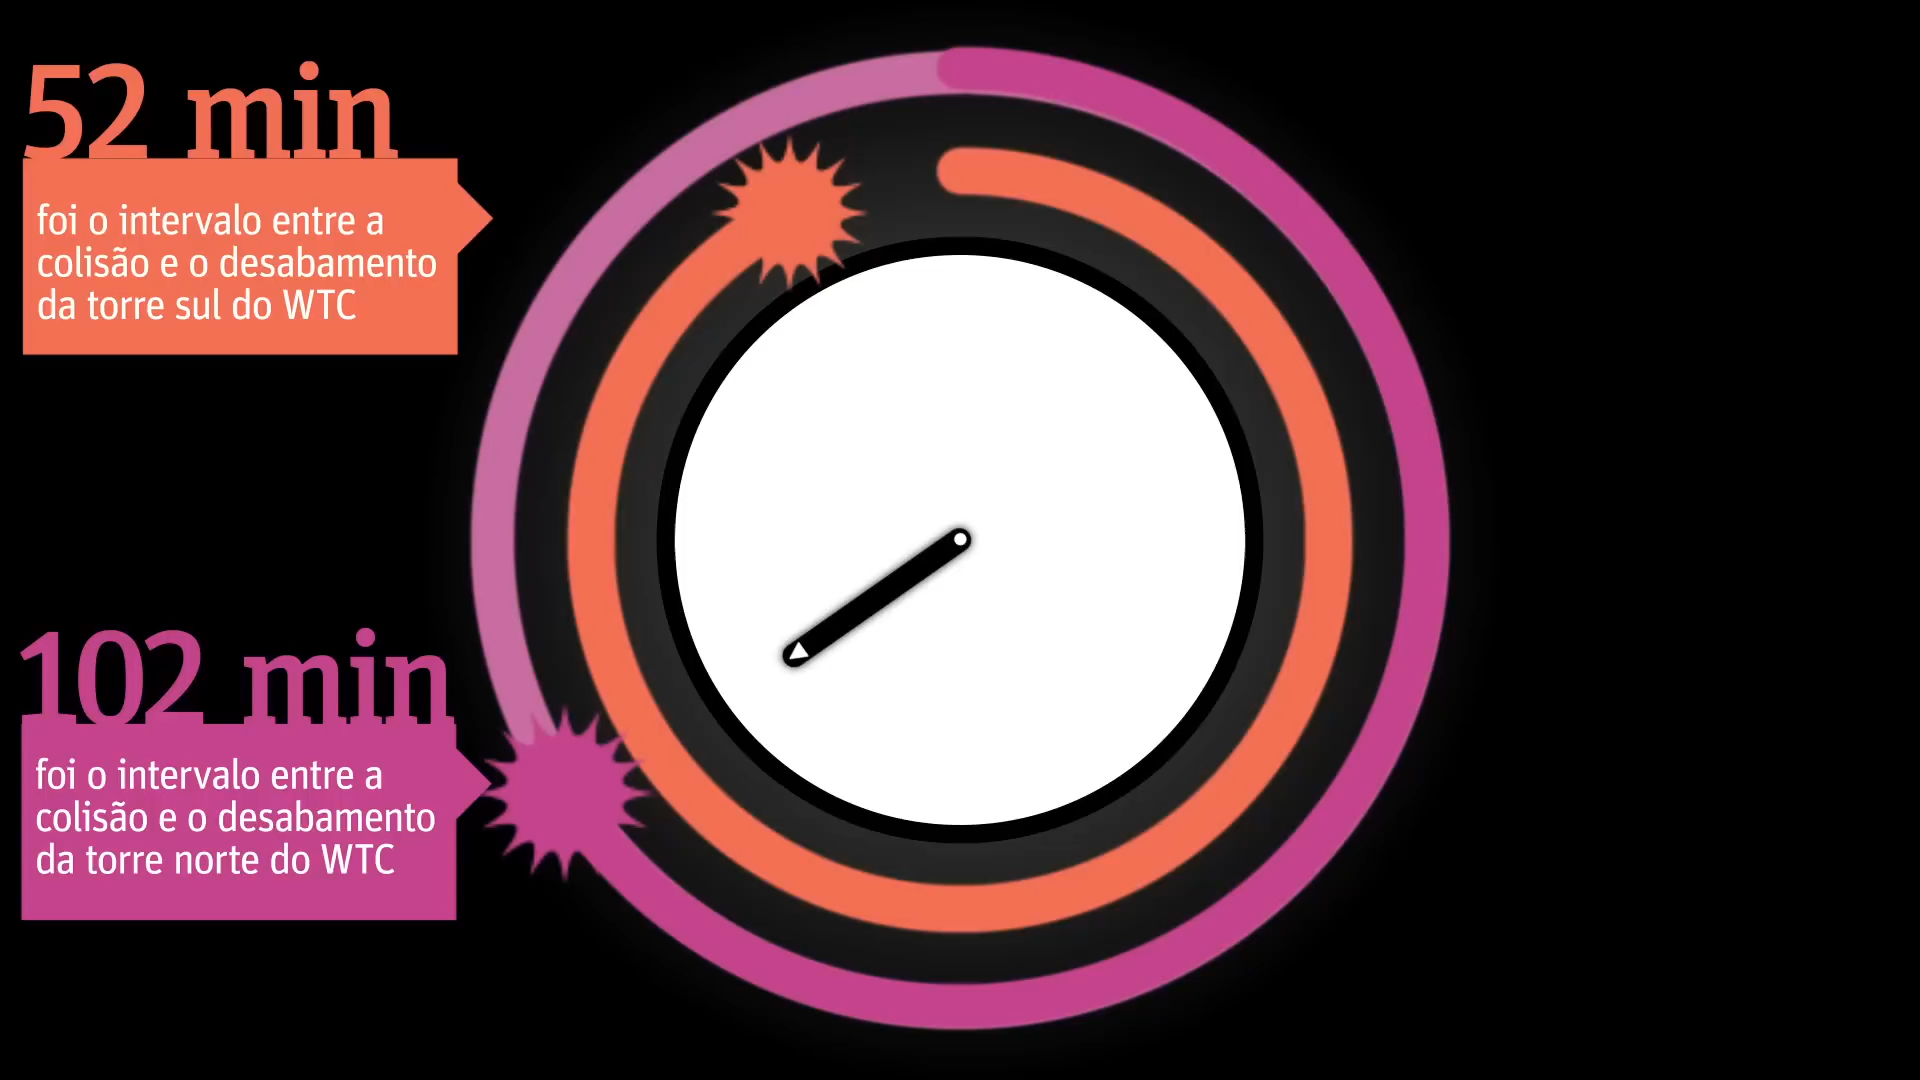 52 min
foi o intervalo entre a
colisão e o desabamento
da torre sul do WTC
102 min
foi o intervalo entre a
colisão e o desabamento
da torre norte do WTC